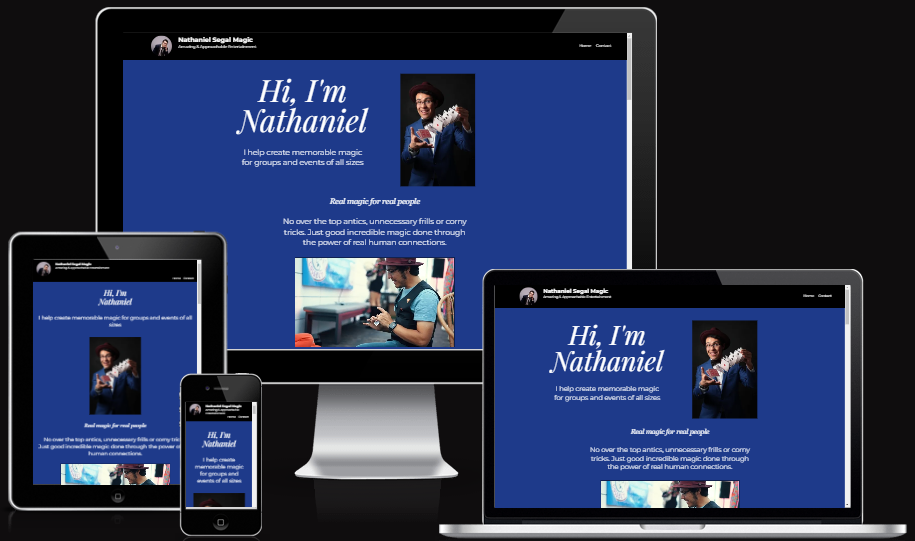 Nathaniel Segal Magic
Amazing & Approachable Entertainment
Home Contact
Hi, I'm
Nathaniel
I help create memorable magic
for groups and events of all sizes
Real magic for real people
No over the top antics, unnecessary frills or corny
tricks. Just good incredible magic done through
the power of real human connections.
Nathaniel Segal Magic
Amazing & Approachable Entertainment
Home Contact
Hi, I'm
Nathaniel
I help create memorable magic for groups and events of all
sizes
Real magic for real people
No over the top antics, unnecessary frills or corny tricks.
Just good incredible magic done through the power of
human connections.
Nathaniel Segal Magic
Amazing & Approachable
Entertainment
Home Contact
Hi, I'm
Nathaniel
I help create
memorable magic
for groups and
events of all
sizes
Nathaniel Segal Magic
Amazing & Approachable Entertainment
Home Contact
Hi, I'm
Nathaniel
I help create memorable magic
for groups and events of all sizes
Real magic for real people
No over the top antics, unnecessary frills or corny
tricks. Just good incredible magic done through
the power of real human connections.